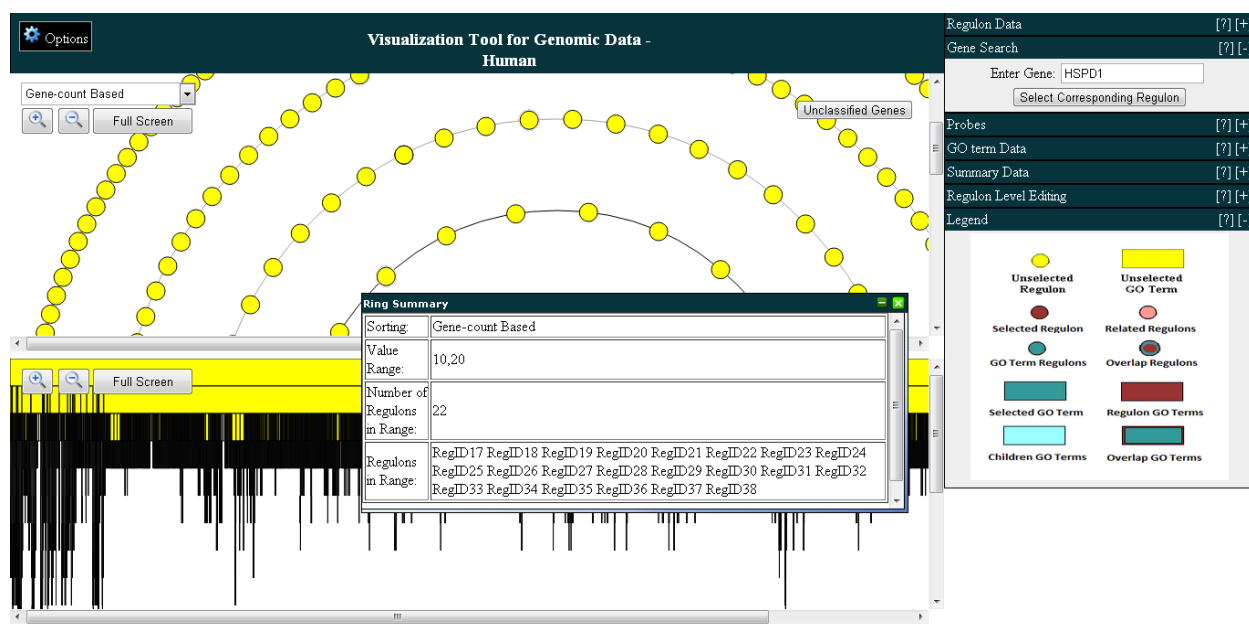 Options
Visualization Tool for Genomic Data -
Human
Gene-count Based
Full Screen
Unclassified Genes
Ring Summary
Sorting: Gene-count Based
Value
Range: 10,20
Number of
Regulons
in Range: 22
Regulons
in Range: RegID17 RegID18 RegID19 RegID20 RegID21 RegID22 RegID23 RegID24
RegID25 RegID26 RegID27 RegID28 RegID29 RegID30 RegID31 RegID32
RegID33 RegID34 RegID35 RegID36 RegID37 RegID38
Full Screen
Regulon Data [?] [+
Gene Search [?] [-
Enter Gene: HSPD1
Select Corresponding Regulon
Probes [?] [+
GO term Data [?] [+
Summary Data [?] [+
Regulon Level Editing [?] [+
Legend [?] [-
Unselected Unselected
Regulon GO Term
Selected Regulon Related Regulons
GO Term Regulons Overlap Regulons
Selected GO Term Regulon GO Terms
Children GO Terms Overlap GO Terms